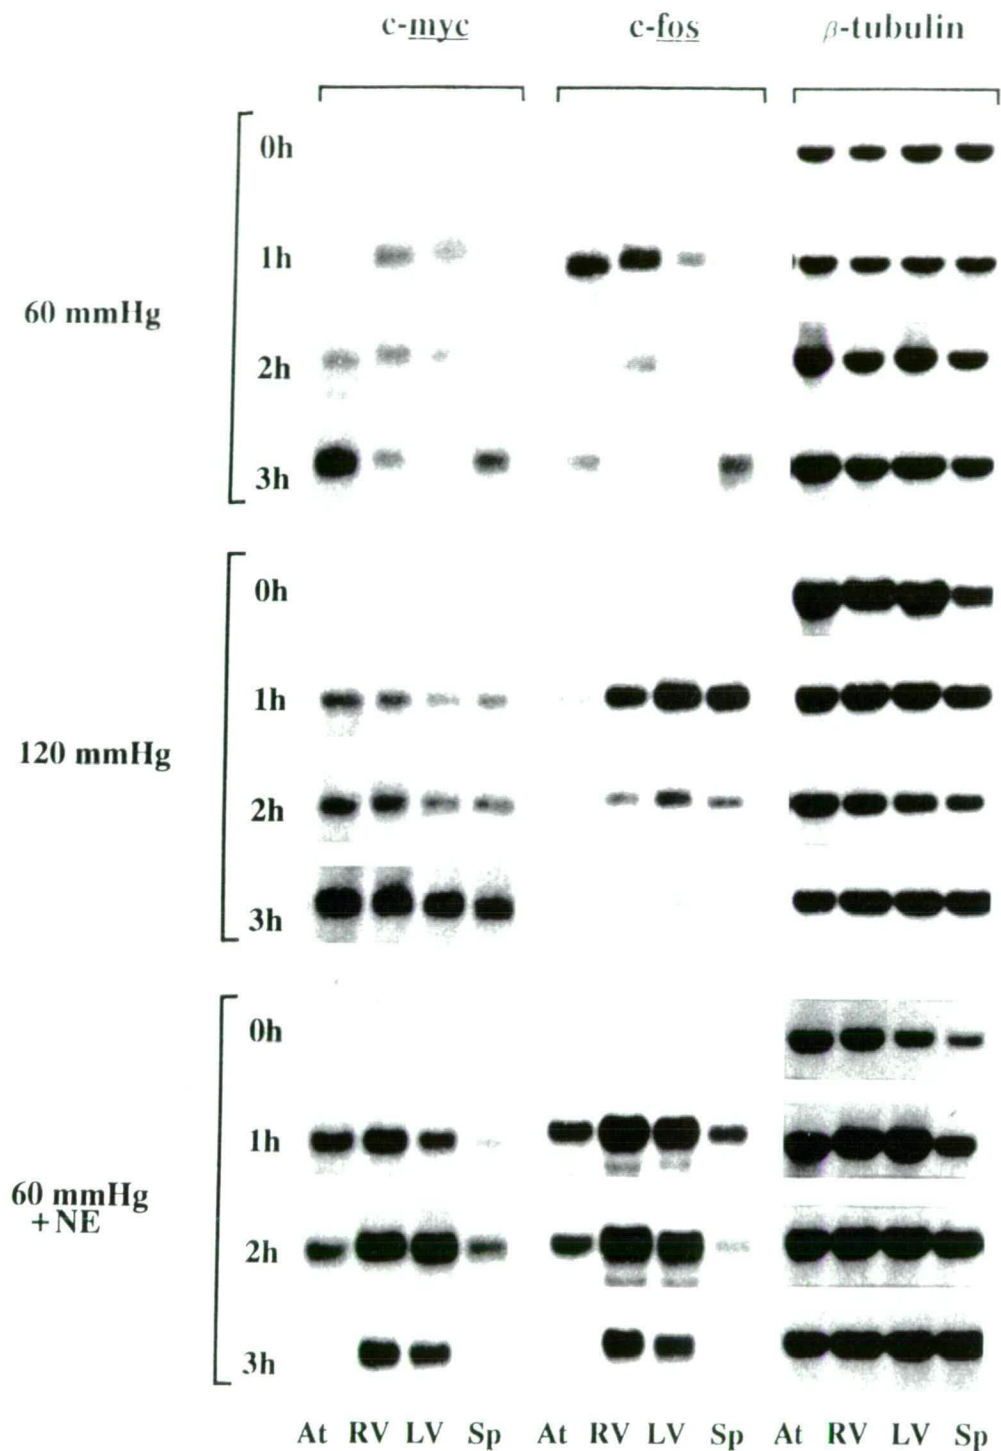 c-myc c-fos β-tubulin
0h
1h
60 mmHg
2h
3h
0h
1h
120 mmHg
2h
3h
0h
1h
60 mmHg
+NE
2h
3h
At RV LV Sp At RV LV Sp At RV LV Sp